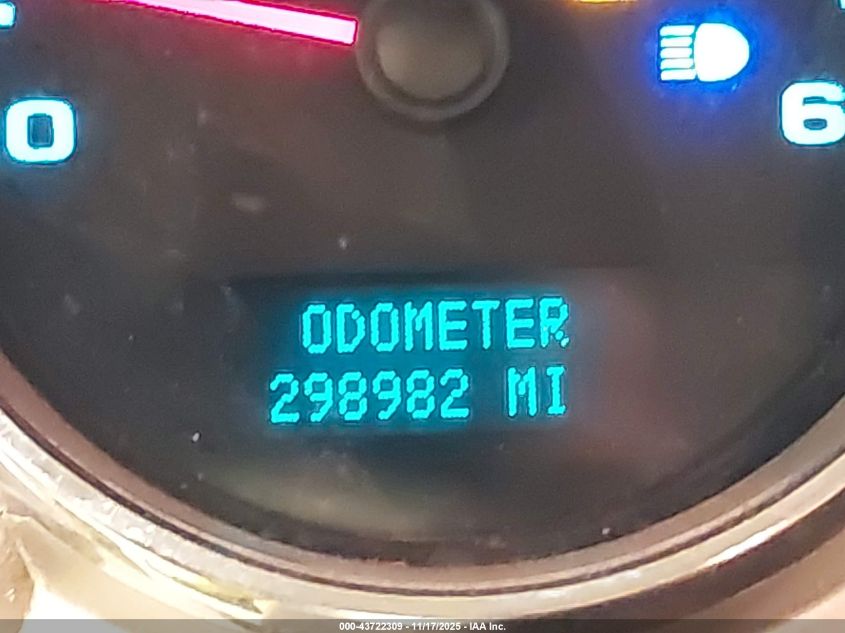 0
6
ODOMETER
298982 MI
000-43722309 - 11/17/2025 - IAA Inc.